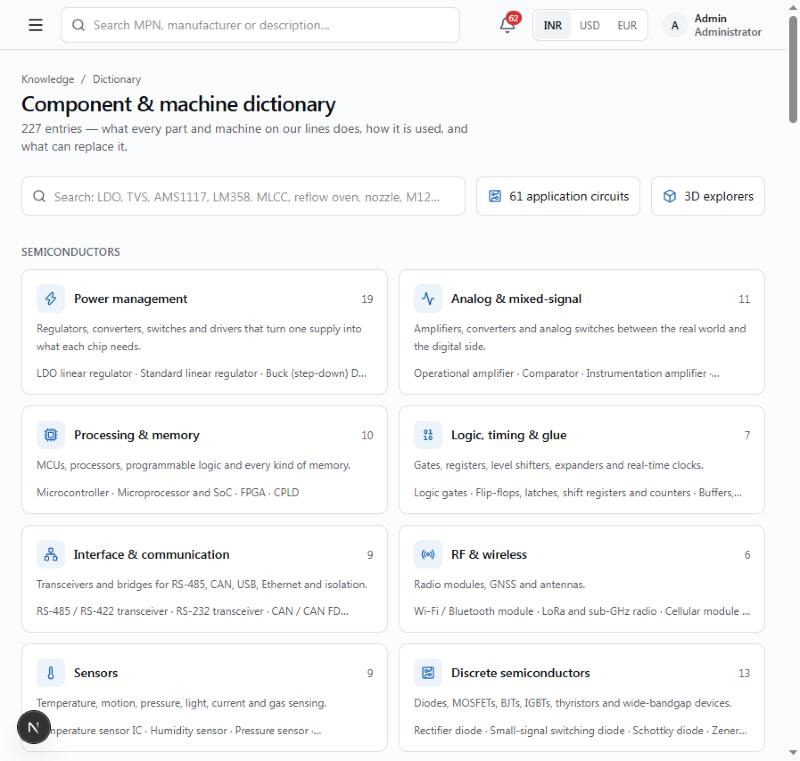 Search MPN, manufacturer or description...
62
INR USD EUR
A
Admin
Administrator
Knowledge / Dictionary
Component & machine dictionary
227 entries — what every part and machine on our lines does, how it is used, and
what can replace it.
Search: LDO, TVS, AMS1117, LM358, MLCC, reflow oven, nozzle, M12...
61 application circuits
3D explorers
SEMICONDUCTORS
Power management 19
Regulators, converters, switches and drivers that turn one supply into
what each chip needs.
LDO linear regulator · Standard linear regulator · Buck (step-down) D...
Analog & mixed-signal 11
Amplifiers, converters and analog switches between the real world and
the digital side.
Operational amplifier · Comparator · Instrumentation amplifier ·...
Processing & memory 10
MCUs, processors, programmable logic and every kind of memory.
Microcontroller · Microprocessor and SoC · FPGA · CPLD
Logic, timing & glue 7
Gates, registers, level shifters, expanders and real-time clocks.
Logic gates · Flip-flops, latches, shift registers and counters · Buffers,...
Interface & communication 9
Transceivers and bridges for RS-485, CAN, USB, Ethernet and isolation.
RS-485 / RS-422 transceiver · RS-232 transceiver · CAN / CAN FD...
RF & wireless 6
Radio modules, GNSS and antennas.
Wi-Fi / Bluetooth module · LoRa and sub-GHz radio · Cellular module ...
Sensors 9
Temperature, motion, pressure, light, current and gas sensing.
sensor IC · Humidity sensor · Pressure sensor ·...
Discrete semiconductors 13
Diodes, MOSFETs, BJTs, IGBTs, thyristors and wide-bandgap devices.
Rectifier diode · Small-signal switching diode · Schottky diode · Zener...
N